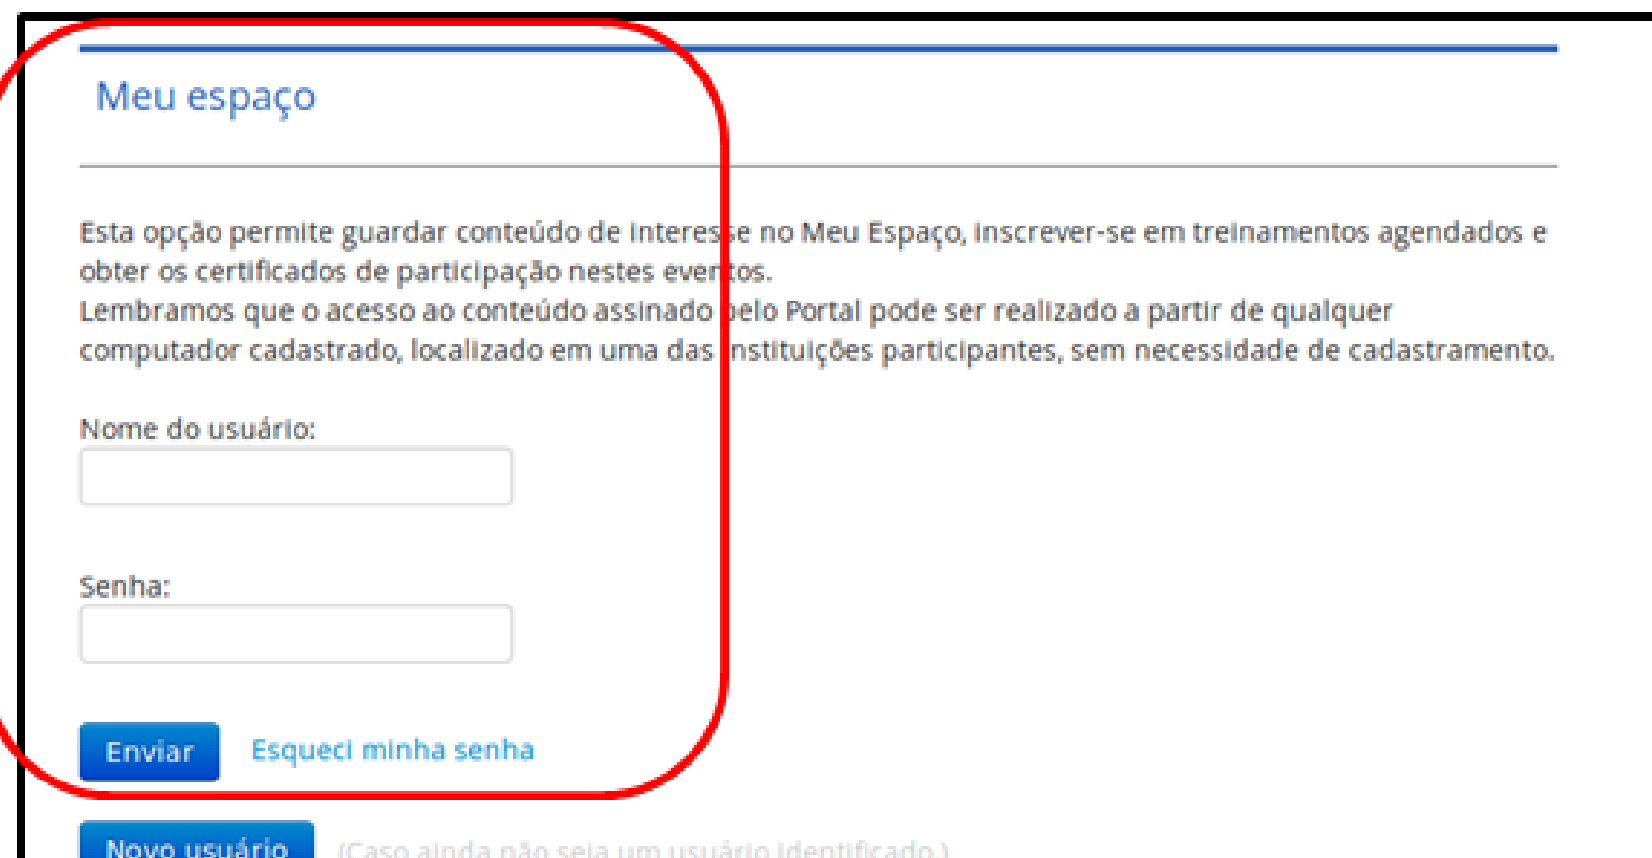 Meu espaço
Esta opção permite guardar conteúdo de interesse no Meu Espaço, inscrever-se em treinamentos agendados e
obter os certificados de participação nestes eventos.
Lembramos que o acesso ao conteúdo assinado pelo Portal pode ser realizado a partir de qualquer
computador cadastrado, localizado em uma das instituições participantes, sem necessidade de cadastramento.
Nome do usuário:
Senha:
Enviar Esqueci minha senha
Novo usuário (Caso ainda não seja um usuário identificado.)